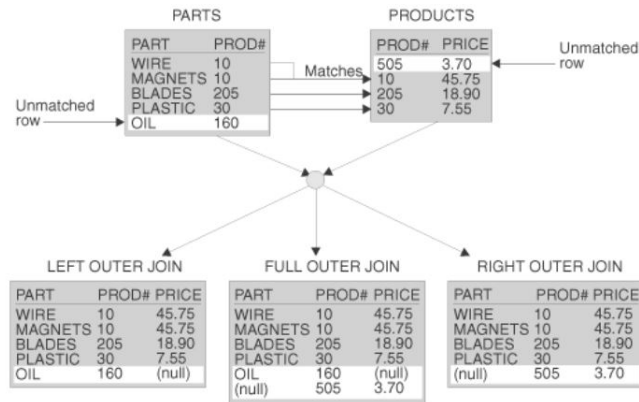 PARTS PRODUCTS
PART PROD# PROD# PRICE
WIRE 10 505 3.70
MAGNETS 10 Matches 10 45.75
BLADES 205 205 18.90
PLASTIC 30 30 7.55
OIL 160
Unmatched
row
Unmatched
row
LEFT OUTER JOIN FULL OUTER JOIN RIGHT OUTER JOIN
PART PROD# PRICE PART PROD# PRICE PART PROD# PRICE
WIRE 10 45.75 WIRE 10 45.75 WIRE 10 45.75
MAGNETS 10 45.75 MAGNETS 10 45.75 MAGNETS 10 45.75
BLADES 205 18.90 BLADES 205 18.90 BLADES 205 18.90
PLASTIC 30 7.55 PLASTIC 30 7.55 PLASTIC 30 7.55
OIL 160 (null) OIL 160 (null) (null) 505 3.70
(null) 505 3.70